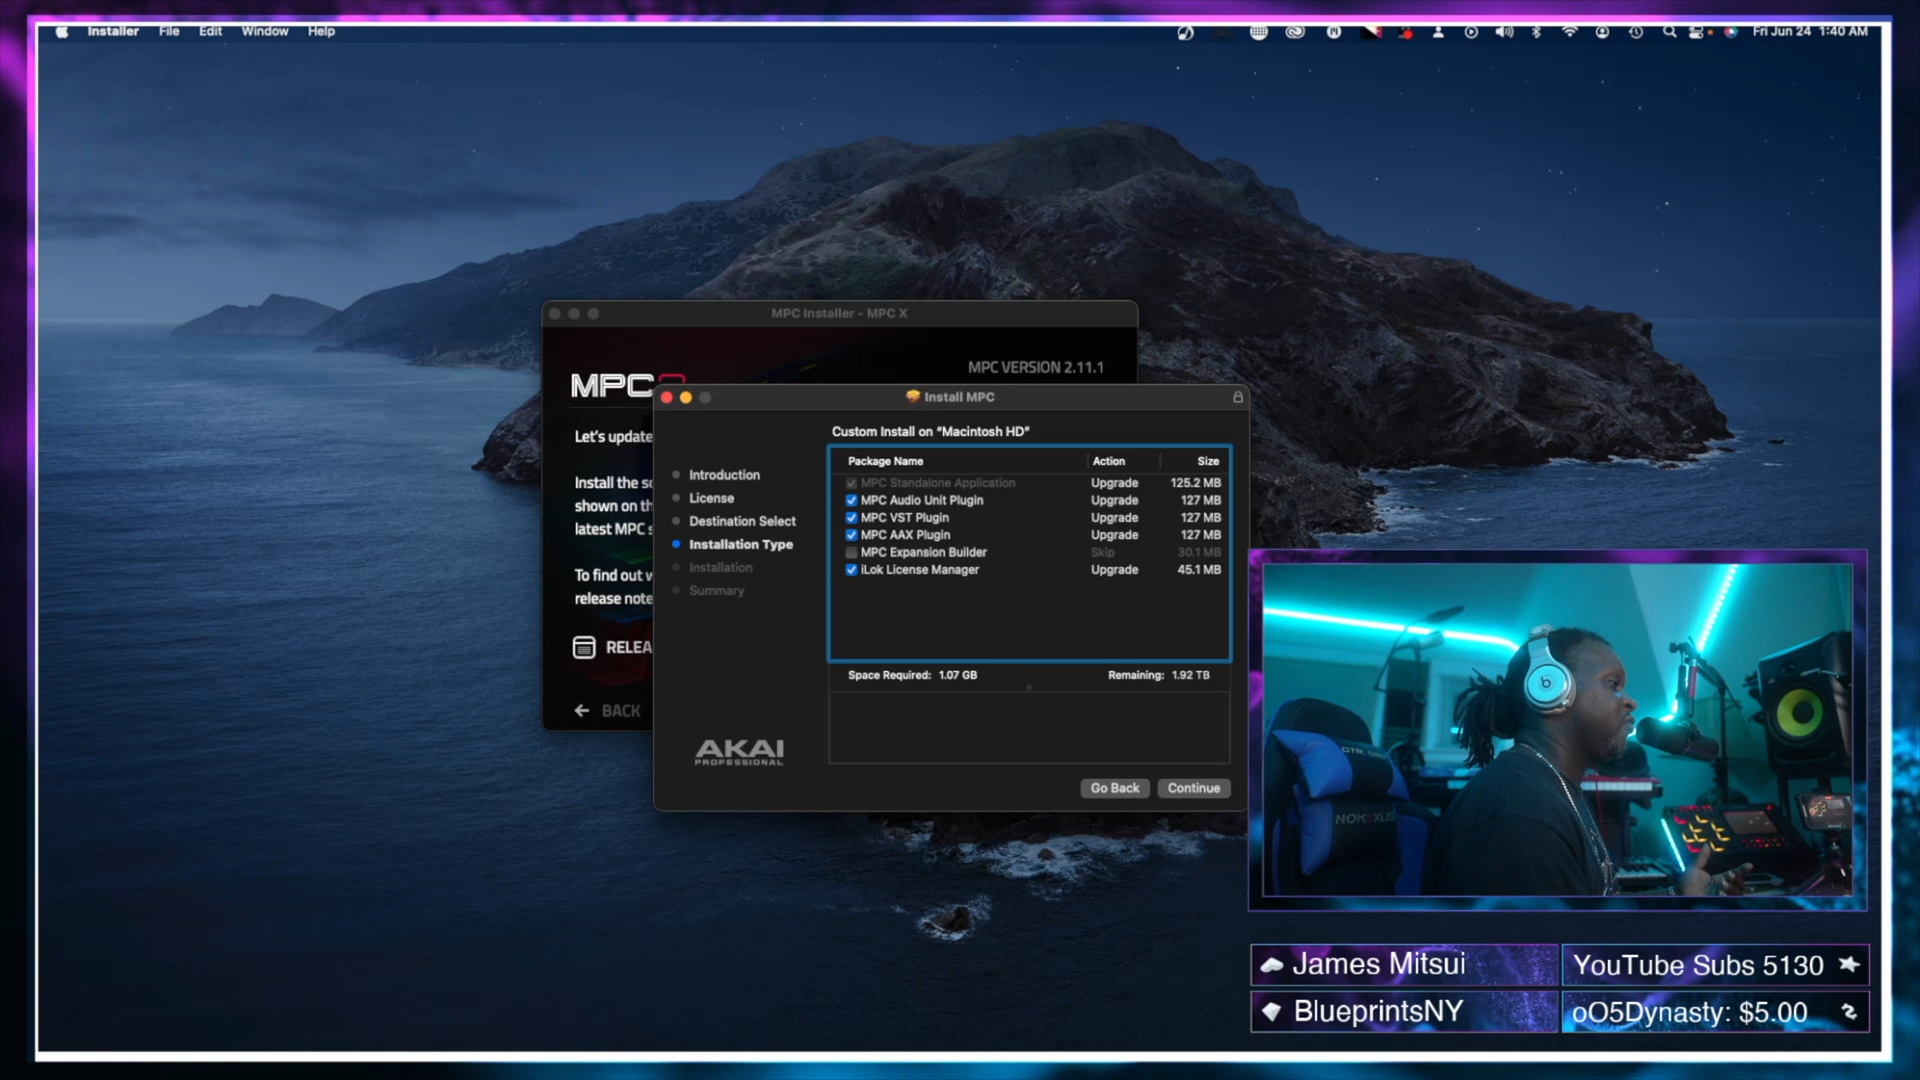 Installer File Edit Window Help
Fri Jun 24 1:40 AM
MPC Installer - MPC X
MPC VERSION 2.11.1
MPC
Let's update
Install the
shown on
latest MPC
To find out
release note
RELEA
BACK
Install MPC
Custom Install on "Macintosh HD"
Introduction
License
Destination Select
Installation Type
Installation
Summary
Package Name Action Size
MPC Standalone Application Upgrade 125.2 MB
MPC Audio Unit Plugin Upgrade 127 MB
MPC VST Plugin Upgrade 127 MB
MPC AAX Plugin Upgrade 127 MB
MPC Expansion Builder Skip 30.1 MB
iLok License Manager Upgrade 45.1 MB
Space Required: 1.07 GB Remaining: 1.92 TB
AKAI
PROFESSIONAL
Go Back Continue
James Mitsui
YouTube Subs 5130
BlueprintsNY
oO5Dynasty: $5.00